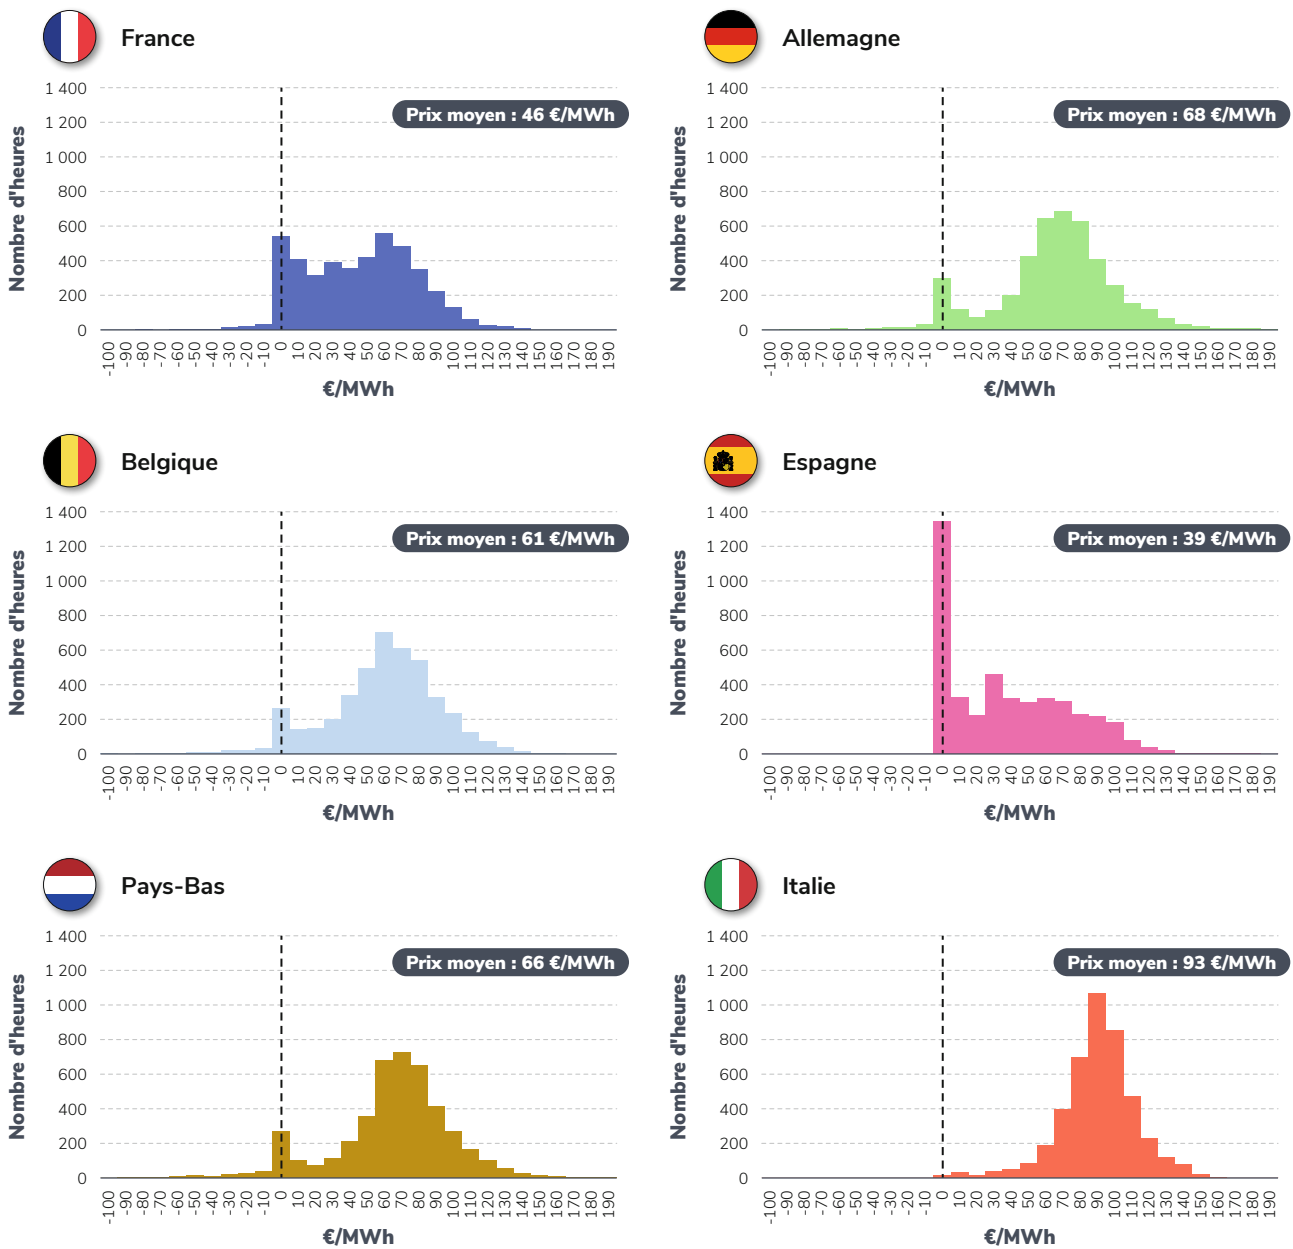 France
Prix moyen : 46 €/MWh
Nombre d'heures
1 400
1 200
1 000
800
600
400
200
0
-100 -90 -80 -70 -60 -50 -40 -30 -20 -10 0 10 20 30 40 50 60 70 80 90 100 110 120 130 140 150 160 170 180 190
€/MWh
Allemagne
Prix moyen : 68 €/MWh
Nombre d'heures
1 400
1 200
1 000
800
600
400
200
0
-100 -90 -80 -70 -60 -50 -40 -30 -20 -10 0 10 20 30 40 50 60 70 80 90 100 110 120 130 140 150 160 170 180 190
€/MWh
Belgique
Prix moyen : 61 €/MWh
Nombre d'heures
1 400
1 200
1 000
800
600
400
200
0
-100 -90 -80 -70 -60 -50 -40 -30 -20 -10 0 10 20 30 40 50 60 70 80 90 100 110 120 130 140 150 160 170 180 190
€/MWh
Espagne
Prix moyen : 39 €/MWh
Nombre d'heures
1 400
1 200
1 000
800
600
400
200
0
-100 -90 -80 -70 -60 -50 -40 -30 -20 -10 0 10 20 30 40 50 60 70 80 90 100 110 120 130 140 150 160 170 180 190
€/MWh
Pays-Bas
Prix moyen : 66 €/MWh
Nombre d'heures
1 400
1 200
1 000
800
600
400
200
0
-100 -90 -80 -70 -60 -50 -40 -30 -20 -10 0 10 20 30 40 50 60 70 80 90 100 110 120 130 140 150 160 170 180 190
€/MWh
Italie
Prix moyen : 93 €/MWh
Nombre d'heures
1 400
1 200
1 000
800
600
400
200
0
-100 -90 -80 -70 -60 -50 -40 -30 -20 -10 0 10 20 30 40 50 60 70 80 90 100 110 120 130 140 150 160 170 180 190
€/MWh